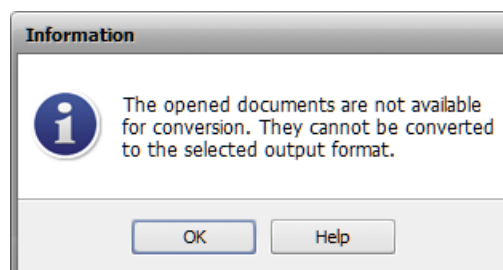 Information
The opened documents are not available
for conversion. They cannot be converted
to the selected output format.
OK
Help